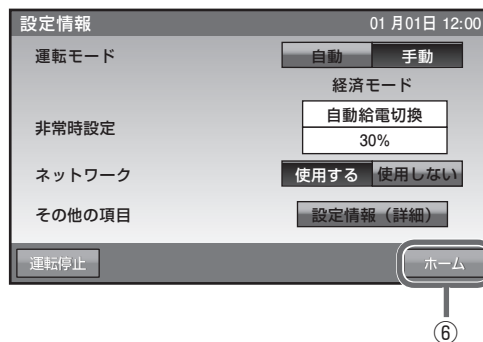 設定情報 01月01日 12:00
運転モード 自動 手動
経済モード
非常時設定 自動給電切換
30%
ネットワーク 使用する 使用しない
その他の項目 設定情報（詳細）
運転停止 ホーム
⑥